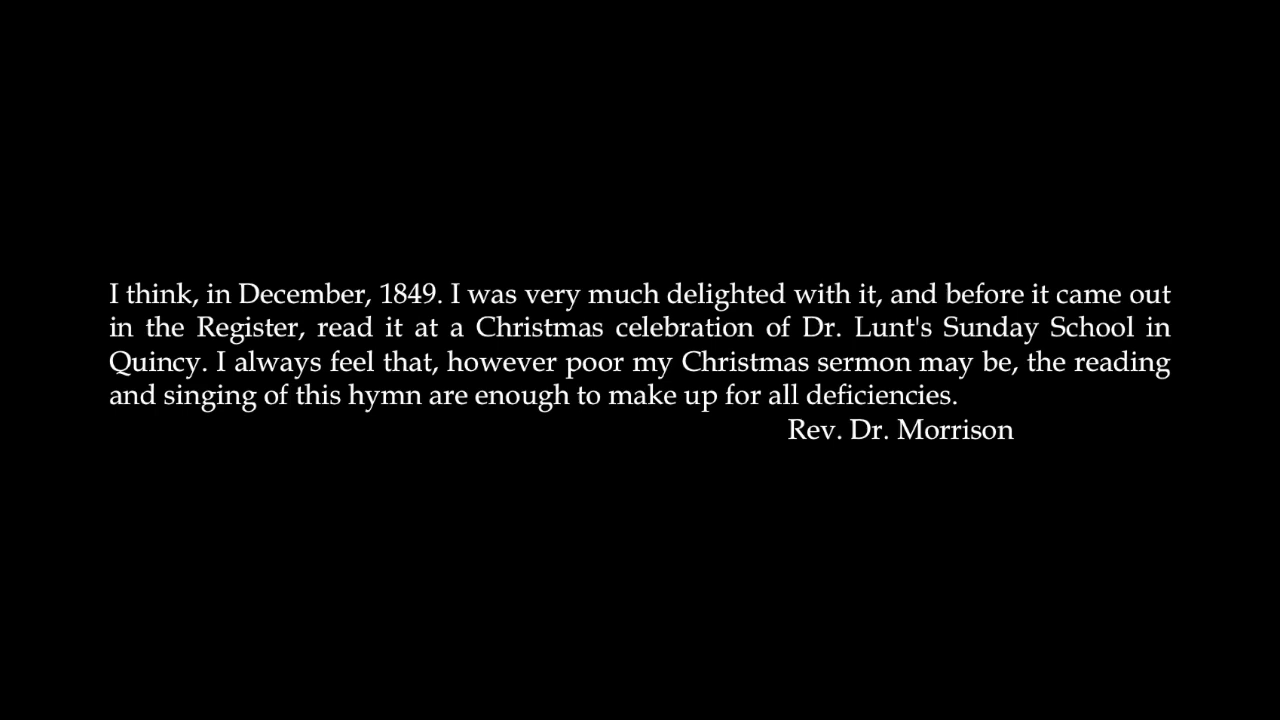 I think, in December, 1849. I was very much delighted with it, and before it came out
in the Register, read it at a Christmas celebration of Dr. Lunt's Sunday School in
Quincy. I always feel that, however poor my Christmas sermon may be, the reading
and singing of this hymn are enough to make up for all deficiencies.
Rev. Dr. Morrison